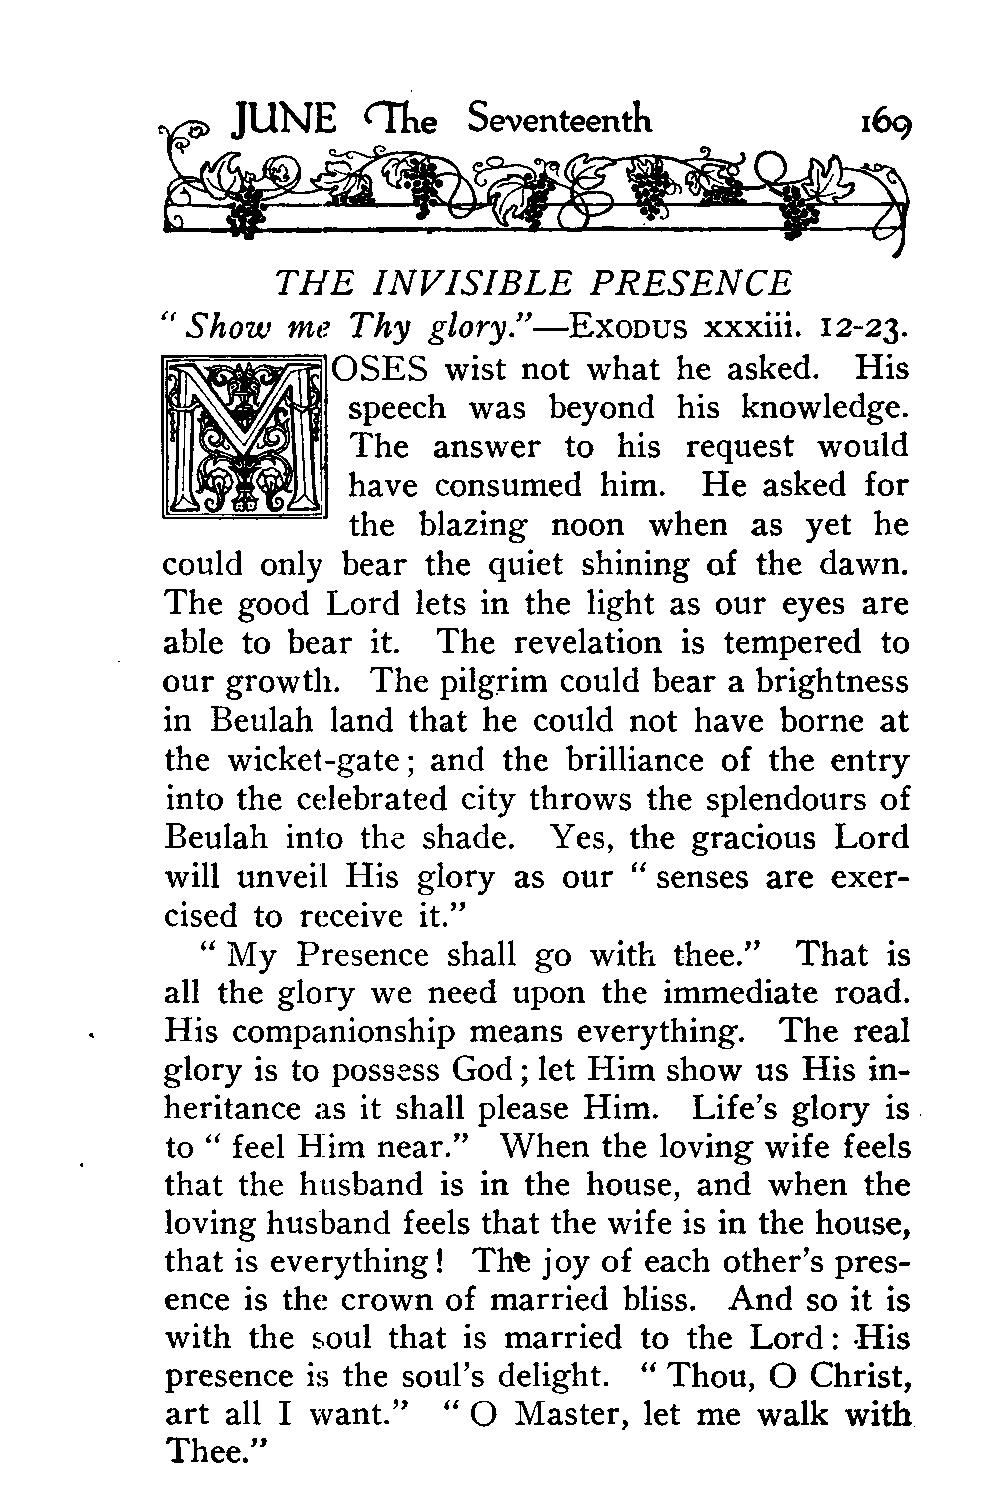 JUNE The Seventeenth 169
THE INVISIBLE PRESENCE
“ Show me Thy glory.”—EXODUS xxxiii. 12-23.
MOSES wist not what he asked. His
speech was beyond his knowledge.
The answer to his request would
have consumed him. He asked for
the blazing noon when as yet he
could only bear the quiet shining of the dawn.
The good Lord lets in the light as our eyes are
able to bear it. The revelation is tempered to
our growth. The pilgrim could bear a brightness
in Beulah land that he could not have borne at
the wicket-gate; and the brilliance of the entry
into the celebrated city throws the splendours of
Beulah into the shade. Yes, the gracious Lord
will unveil His glory as our “ senses are exer-
cised to receive it.”
“ My Presence shall go with thee.” That is
all the glory we need upon the immediate road.
His companionship means everything. The real
glory is to possess God; let Him show us His in-
heritance as it shall please Him. Life’s glory is
to “ feel Him near.” When the loving wife feels
that the husband is in the house, and when the
loving husband feels that the wife is in the house,
that is everything! The joy of each other’s pres-
ence is the crown of married bliss. And so it is
with the soul that is married to the Lord: His
presence is the soul’s delight. “ Thou, O Christ,
art all I want.” “ O Master, let me walk with
Thee.”